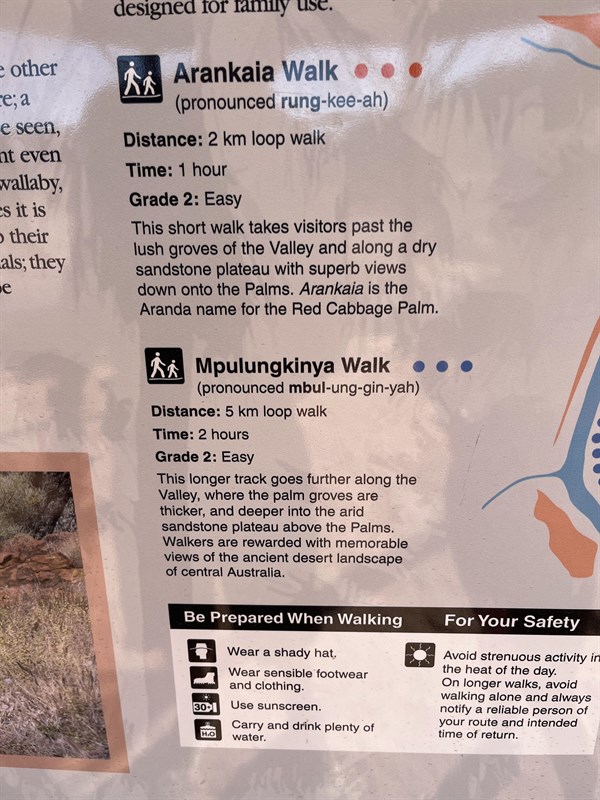 designed for family use.
e other
re; a
e seen,
nt even
wallaby,
es it is
o their
als; they
be
Arankaia Walk
(pronounced rung-kee-ah)
Distance: 2 km loop walk
Time: 1 hour
Grade 2: Easy
This short walk takes visitors past the
lush groves of the Valley and along a dry
sandstone plateau with superb views
down onto the Palms. Arankaia is the
Aranda name for the Red Cabbage Palm.
Mpulungkinya Walk
(pronounced mbul-ung-gin-yah)
Distance: 5 km loop walk
Time: 2 hours
Grade 2: Easy
This longer track goes further along the
Valley, where the palm groves are
thicker, and deeper into the arid
sandstone plateau above the Palms.
Walkers are rewarded with memorable
views of the ancient desert landscape
of central Australia.
Be Prepared When Walking
Wear a shady hat.
Wear sensible footwear
and clothing.
30+
Use sunscreen.
H₂O
Carry and drink plenty of
water.
For Your Safety
Avoid strenuous activity in
the heat of the day.
On longer walks, avoid
walking alone and always
notify a reliable person of
your route and intended
time of return.